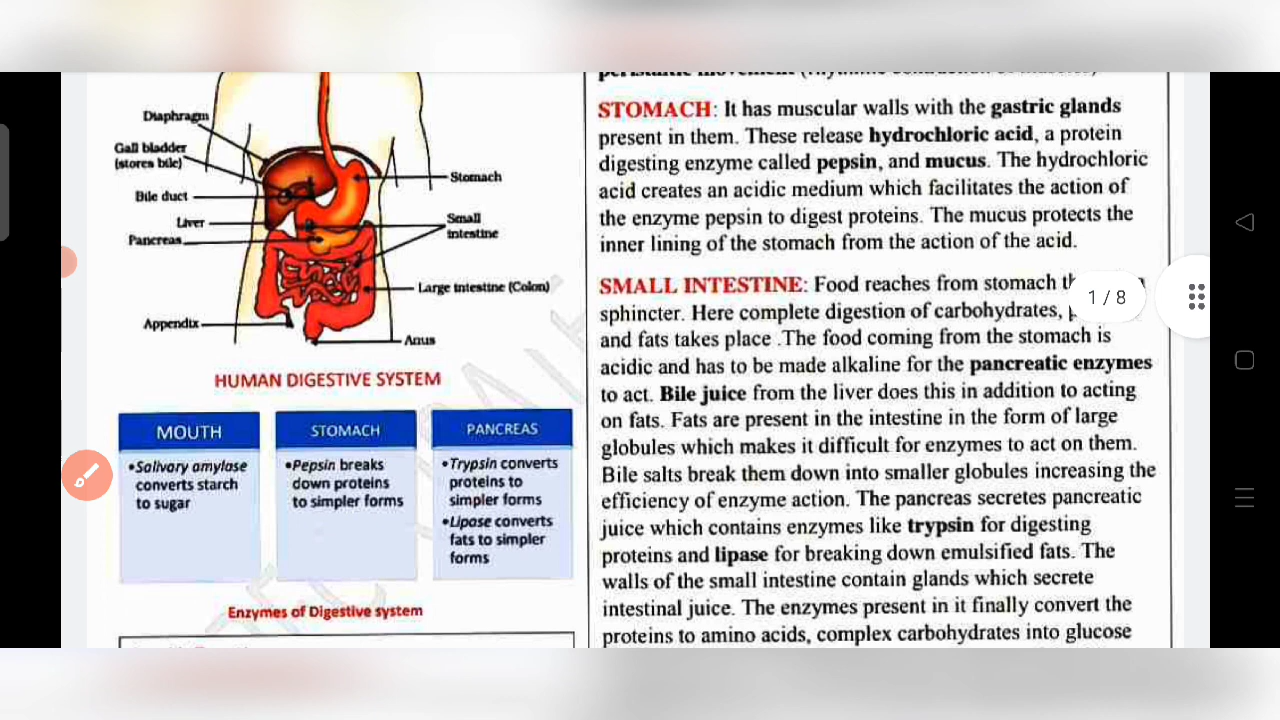 Diaphragm
Gall bladder
(stores bile)
Bile duct
Liver
Pancreas
Appendix
Stomach
Small
intestine
Large intestine (Colon)
Anus
HUMAN DIGESTIVE SYSTEM
MOUTH
•Salivary amylase
converts starch
to sugar
STOMACH
•Pepsin breaks
down proteins
to simpler forms
PANCREAS
•Trypsin converts
proteins to
simpler forms
•Lipase converts
fats to simpler
forms
Enzymes of Digestive system
STOMACH: It has muscular walls with the gastric glands
present in them. These release hydrochloric acid, a protein
digesting enzyme called pepsin, and mucus. The hydrochloric
acid creates an acidic medium which facilitates the action of
the enzyme pepsin to digest proteins. The mucus protects the
inner lining of the stomach from the action of the acid.
SMALL INTESTINE: Food reaches from stomach
sphincter. Here complete digestion of carbohydrates,
and fats takes place .The food coming from the stomach is
acidic and has to be made alkaline for the pancreatic enzymes
to act. Bile juice from the liver does this in addition to acting
on fats. Fats are present in the intestine in the form of large
globules which makes it difficult for enzymes to act on them.
Bile salts break them down into smaller globules increasing the
efficiency of enzyme action. The pancreas secretes pancreatic
juice which contains enzymes like trypsin for digesting
proteins and lipase for breaking down emulsified fats. The
walls of the small intestine contain glands which secrete
intestinal juice. The enzymes present in it finally convert the
proteins to amino acids, complex carbohydrates into glucose
1 / 8